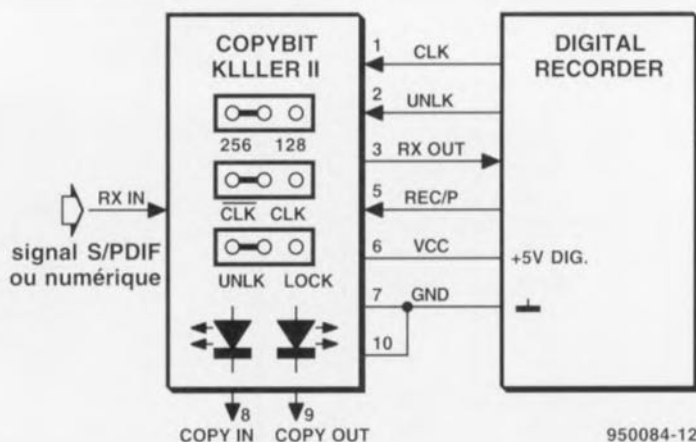 COPYBIT
KLLLER II
256 128
CLK CLK
UNLK LOCK
RX IN
signal S/PDIF
ou numérique
1 CLK
2 UNLK
3 RX OUT
5 REC/P
6 VCC
7 GND
10
8 9
COPY IN COPY OUT
DIGITAL
RECORDER
+5V DIG.
950084-12